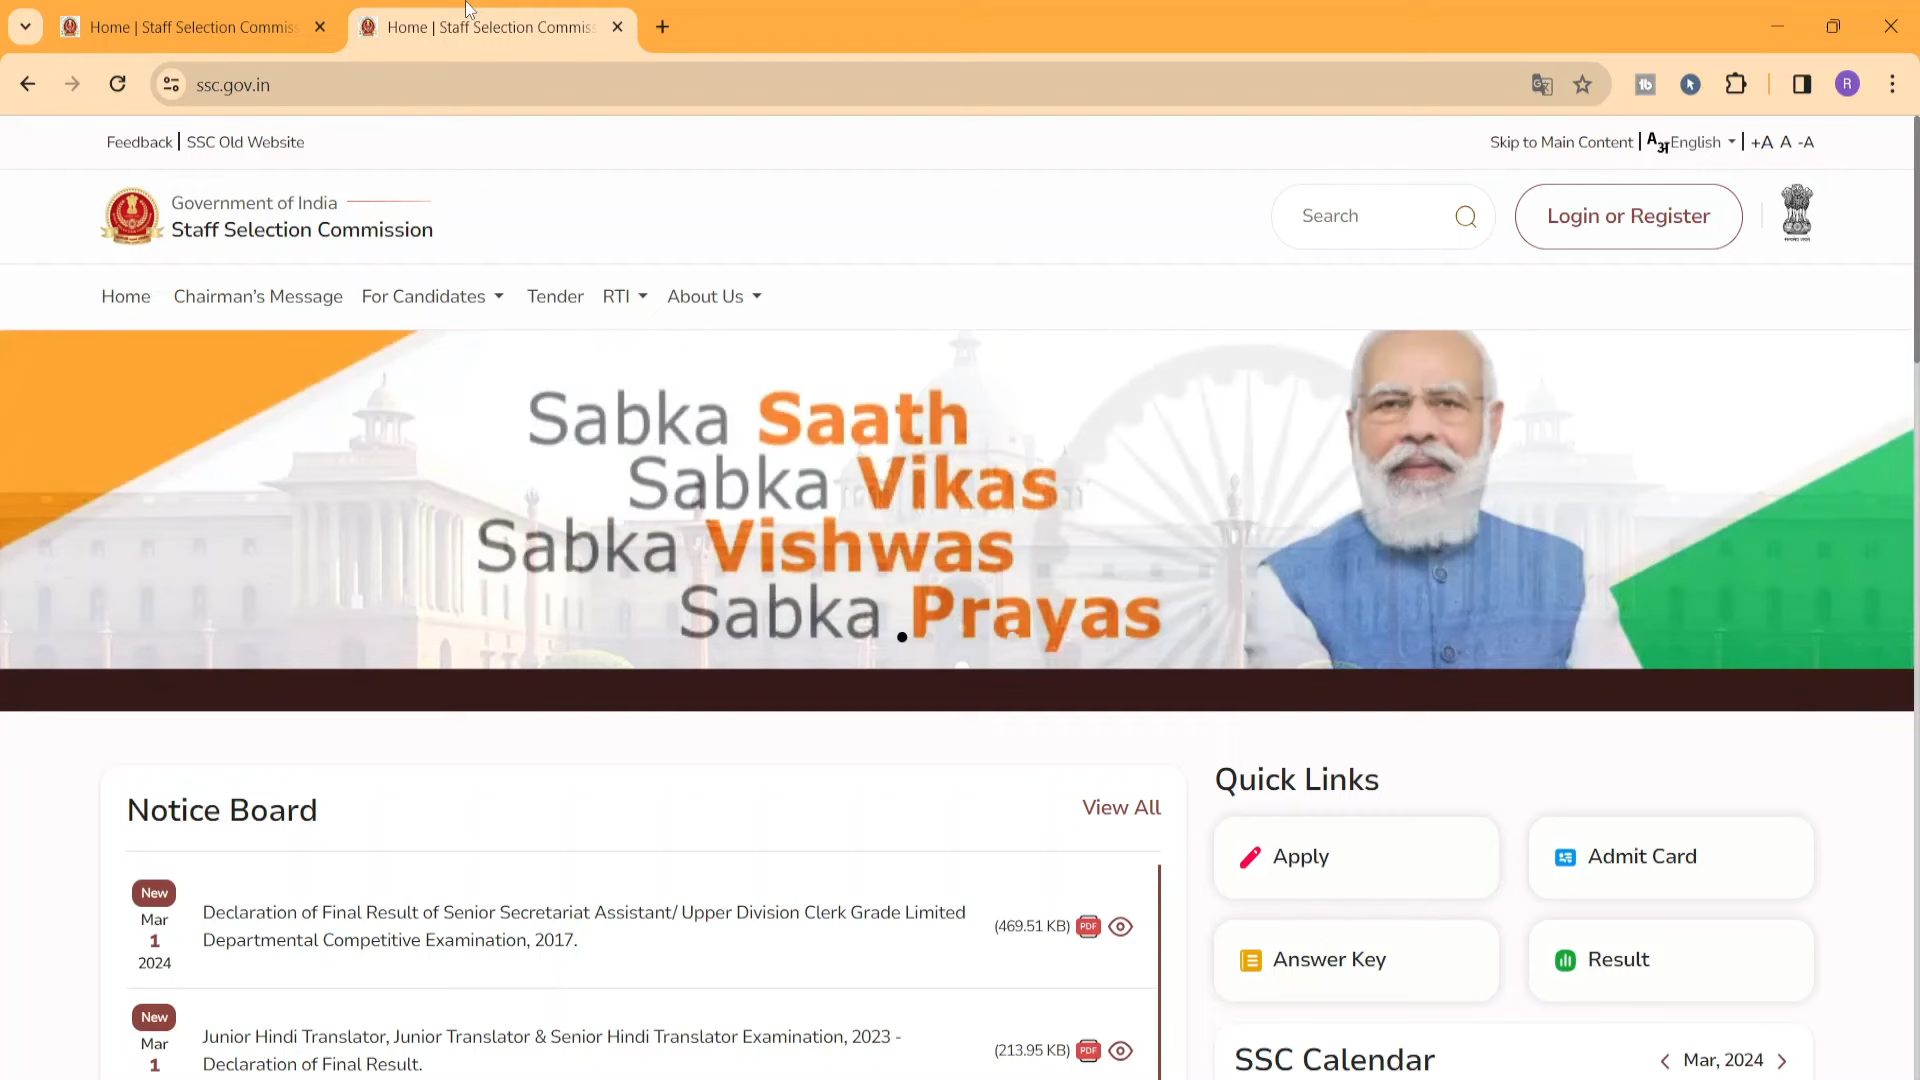 Home | Staff Selection Commiss
Home | Staff Selection Commiss
ssc.gov.in
R
Feedback | SSC Old Website
Skip to Main Content | Aअ English | +A A -A
Government of India
Staff Selection Commission
Search
Login or Register
Home Chairman's Message For Candidates Tender RTI About Us
Sabka Saath
Sabka Vikas
Sabka Vishwas
Sabka Prayas
Notice Board
View All
New
Mar
1
2024
Declaration of Final Result of Senior Secretariat Assistant/ Upper Division Clerk Grade Limited
Departmental Competitive Examination, 2017.
(469.51 KB) PDF
New
Mar
1
Junior Hindi Translator, Junior Translator & Senior Hindi Translator Examination, 2023 -
Declaration of Final Result.
(213.95 KB) PDF
Quick Links
Apply
Admit Card
Answer Key
Result
SSC Calendar
Mar, 2024